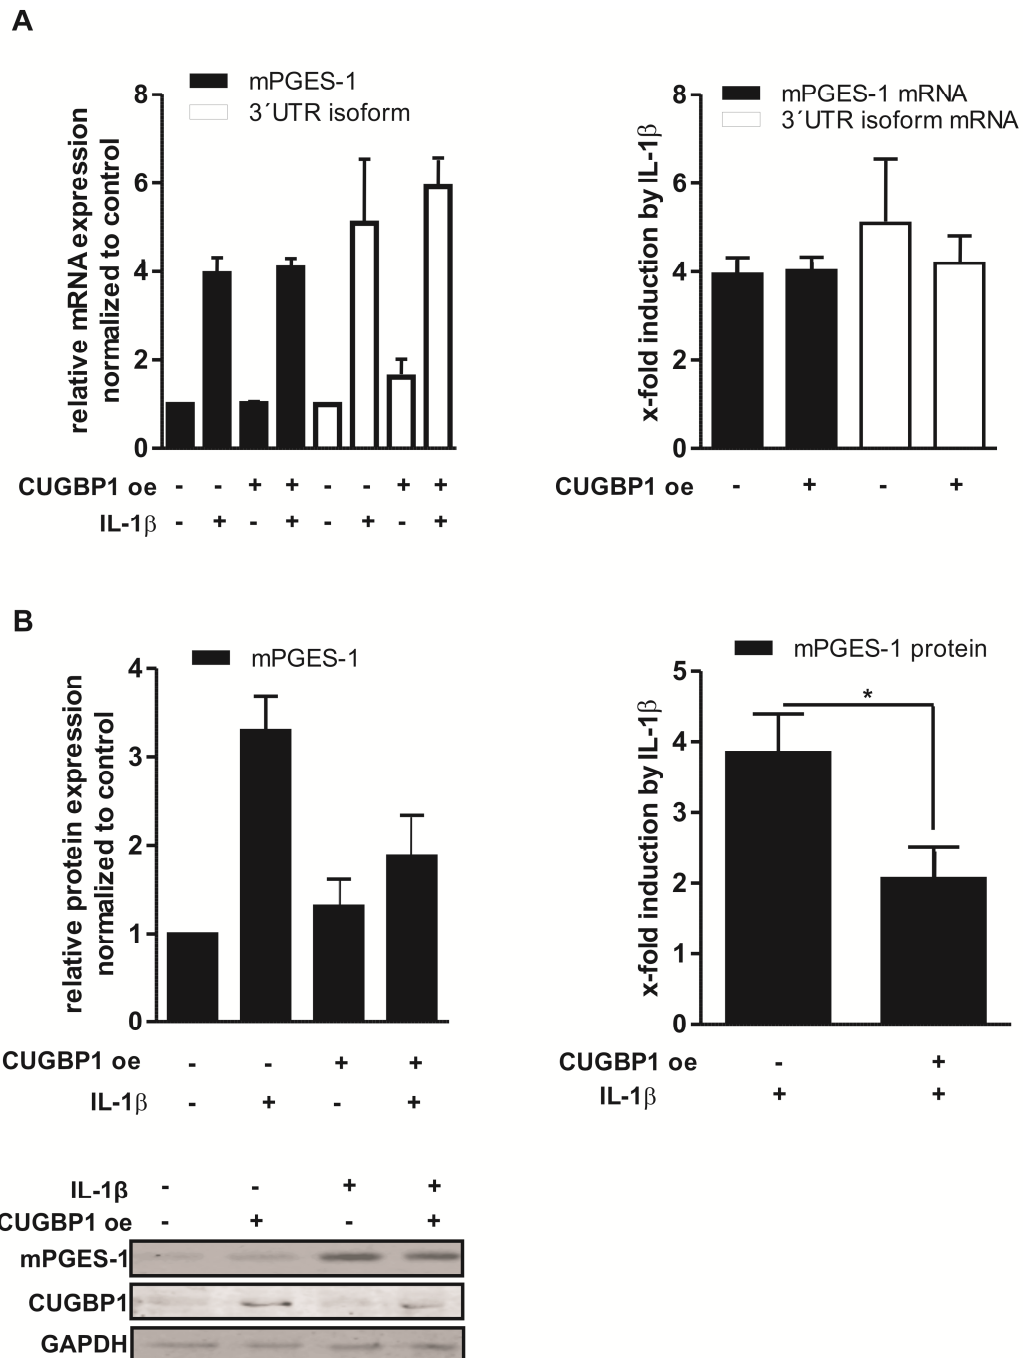 A
mPGES-1
3´UTR isoform
relative mRNA expression
normalized to control
8
6
4
2
0
CUGBP1 oe - - + + - - + +
IL-1β - + - + - + - +
mPGES-1 mRNA
3´UTR isoform mRNA
x-fold induction by IL-1β
8
6
4
2
0
CUGBP1 oe - + - +
B
mPGES-1
relative protein expression
normalized to control
4
3
2
1
0
CUGBP1 oe - - + +
IL-1β - + - +
mPGES-1 protein
x-fold induction by IL-1β
5
4
3
2
1
0
*
CUGBP1 oe - +
IL-1β + +
IL-1β - - + +
CUGBP1 oe - + - +
mPGES-1
CUGBP1
GAPDH